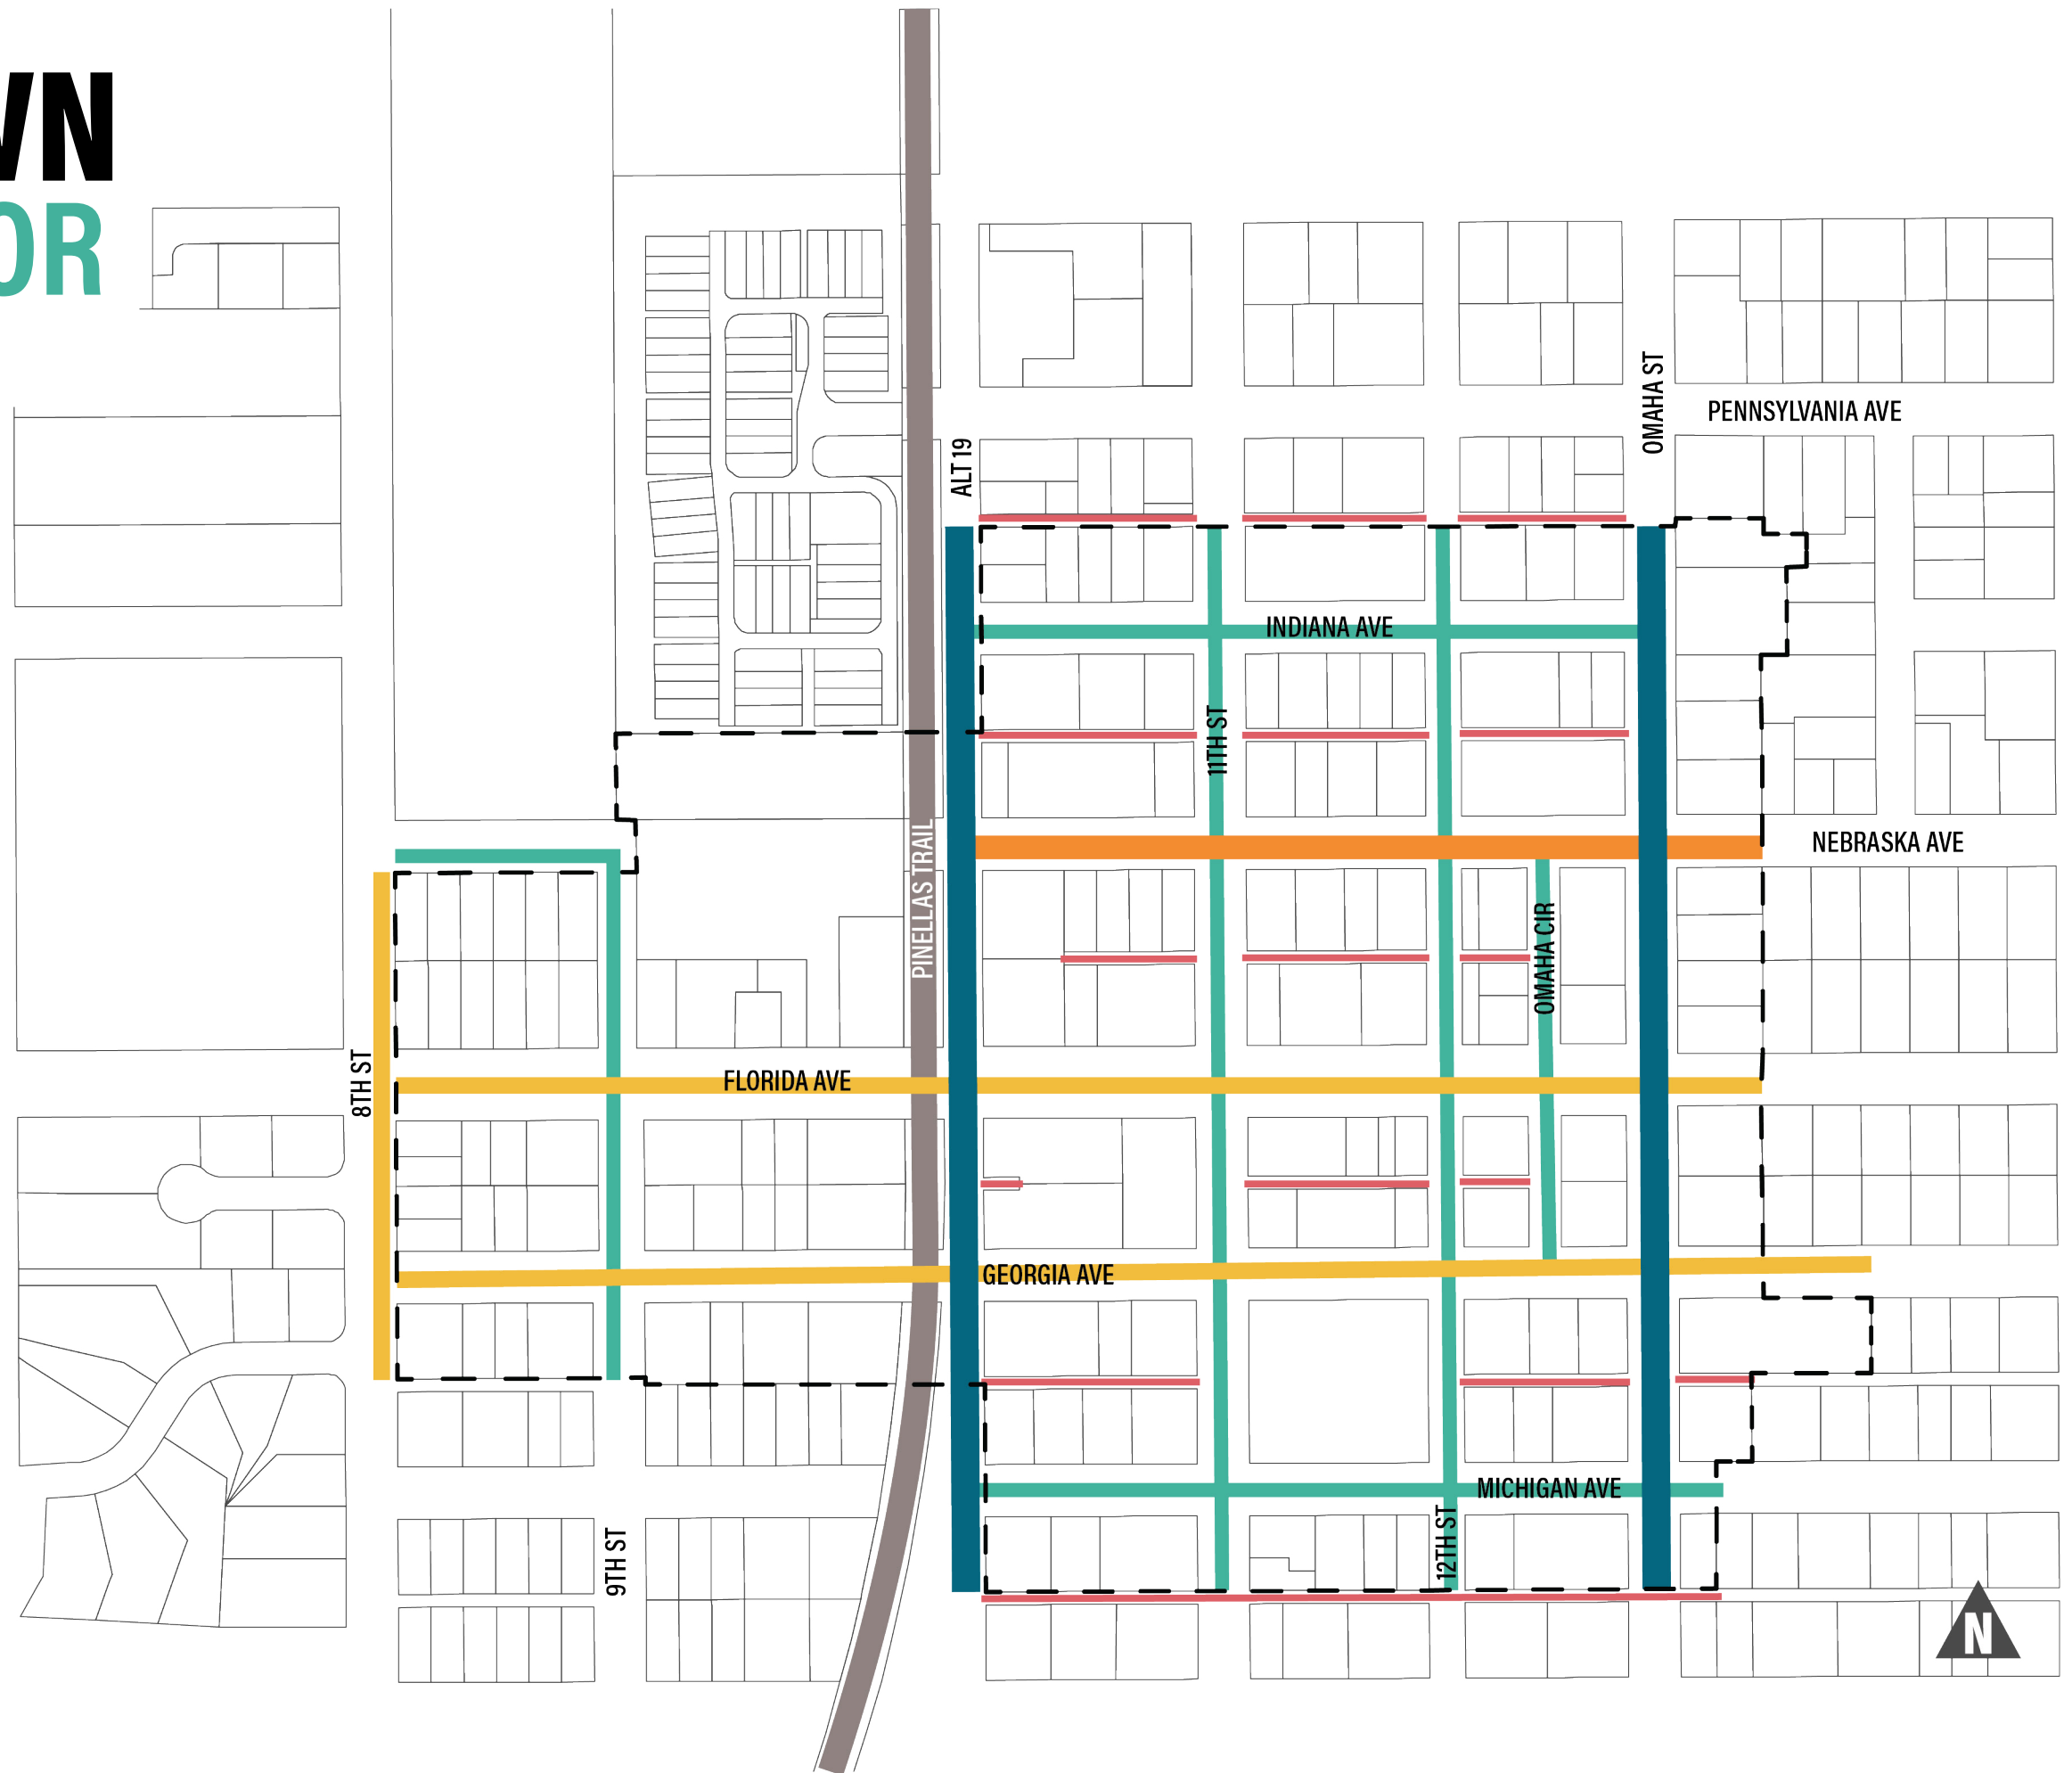 WN
OR
OMAHA ST
PENNSYLVANIA AVE
ALT 19
INDIANA AVE
11TH ST
PINELLAS TRAIL
NEBRASKA AVE
OMAHA CIR
8TH ST
FLORIDA AVE
GEORGIA AVE
MICHIGAN AVE
12TH ST
9TH ST
N